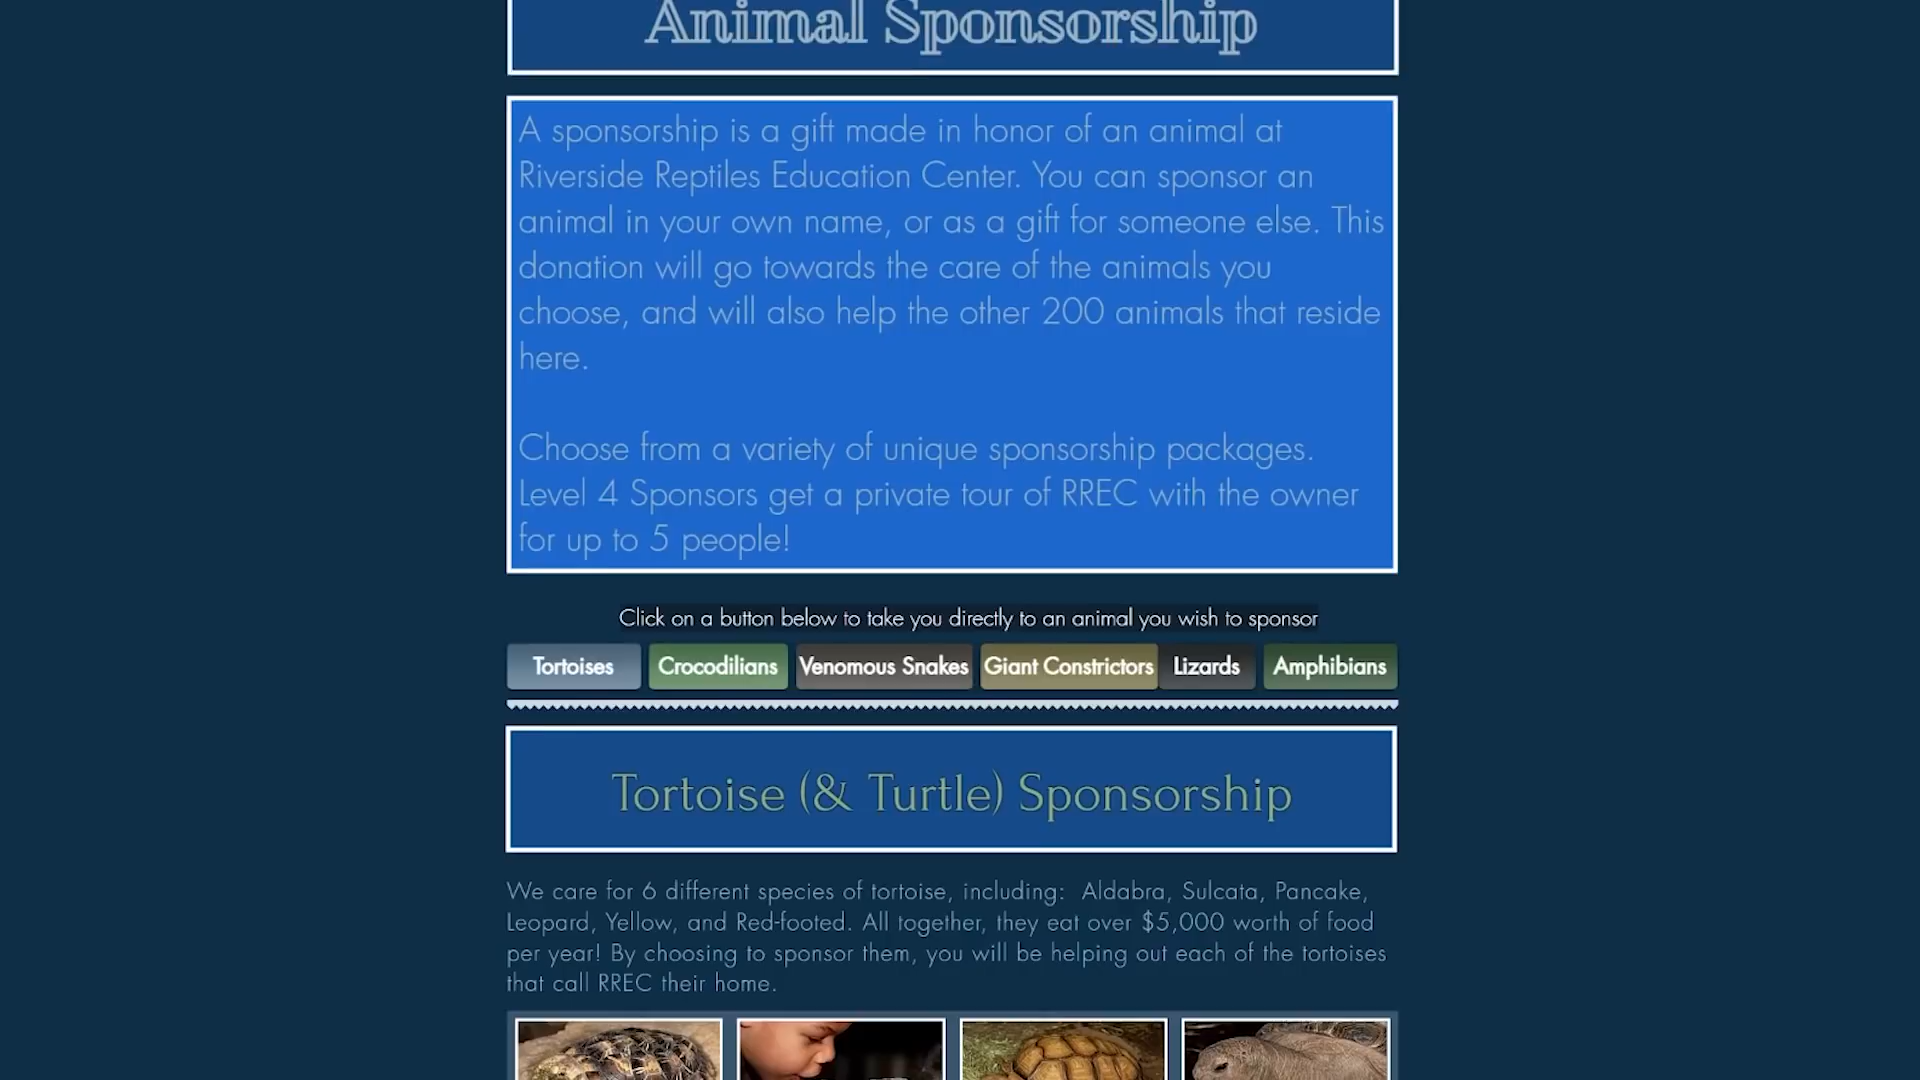 Animal Sponsorship
A sponsorship is a gift made in honor of an animal at
Riverside Reptiles Education Center. You can sponsor an
animal in your own name, or as a gift for someone else. This
donation will go towards the care of the animals you
choose, and will also help the other 200 animals that reside
here.
Choose from a variety of unique sponsorship packages.
Level 4 Sponsors get a private tour of RREC with the owner
for up to 5 people!
Click on a button below to take you directly to an animal you wish to sponsor
Tortoises Crocodilians Venomous Snakes Giant Constrictors Lizards Amphibians
Tortoise (& Turtle) Sponsorship
We care for 6 different species of tortoise, including:  Aldabra, Sulcata, Pancake,
Leopard, Yellow, and Red-footed. All together, they eat over $5,000 worth of food
per year! By choosing to sponsor them, you will be helping out each of the tortoises
that call RREC their home.